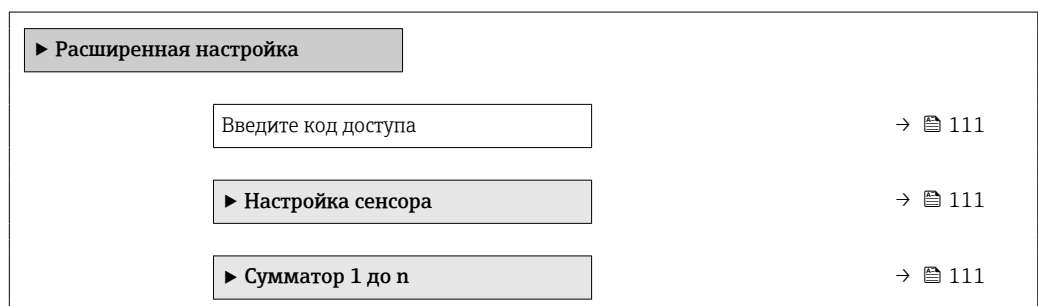 ▶ Расширенная настройка
Введите код доступа → 111
▶ Настройка сенсора → 111
▶ Сумматор 1 до n → 111